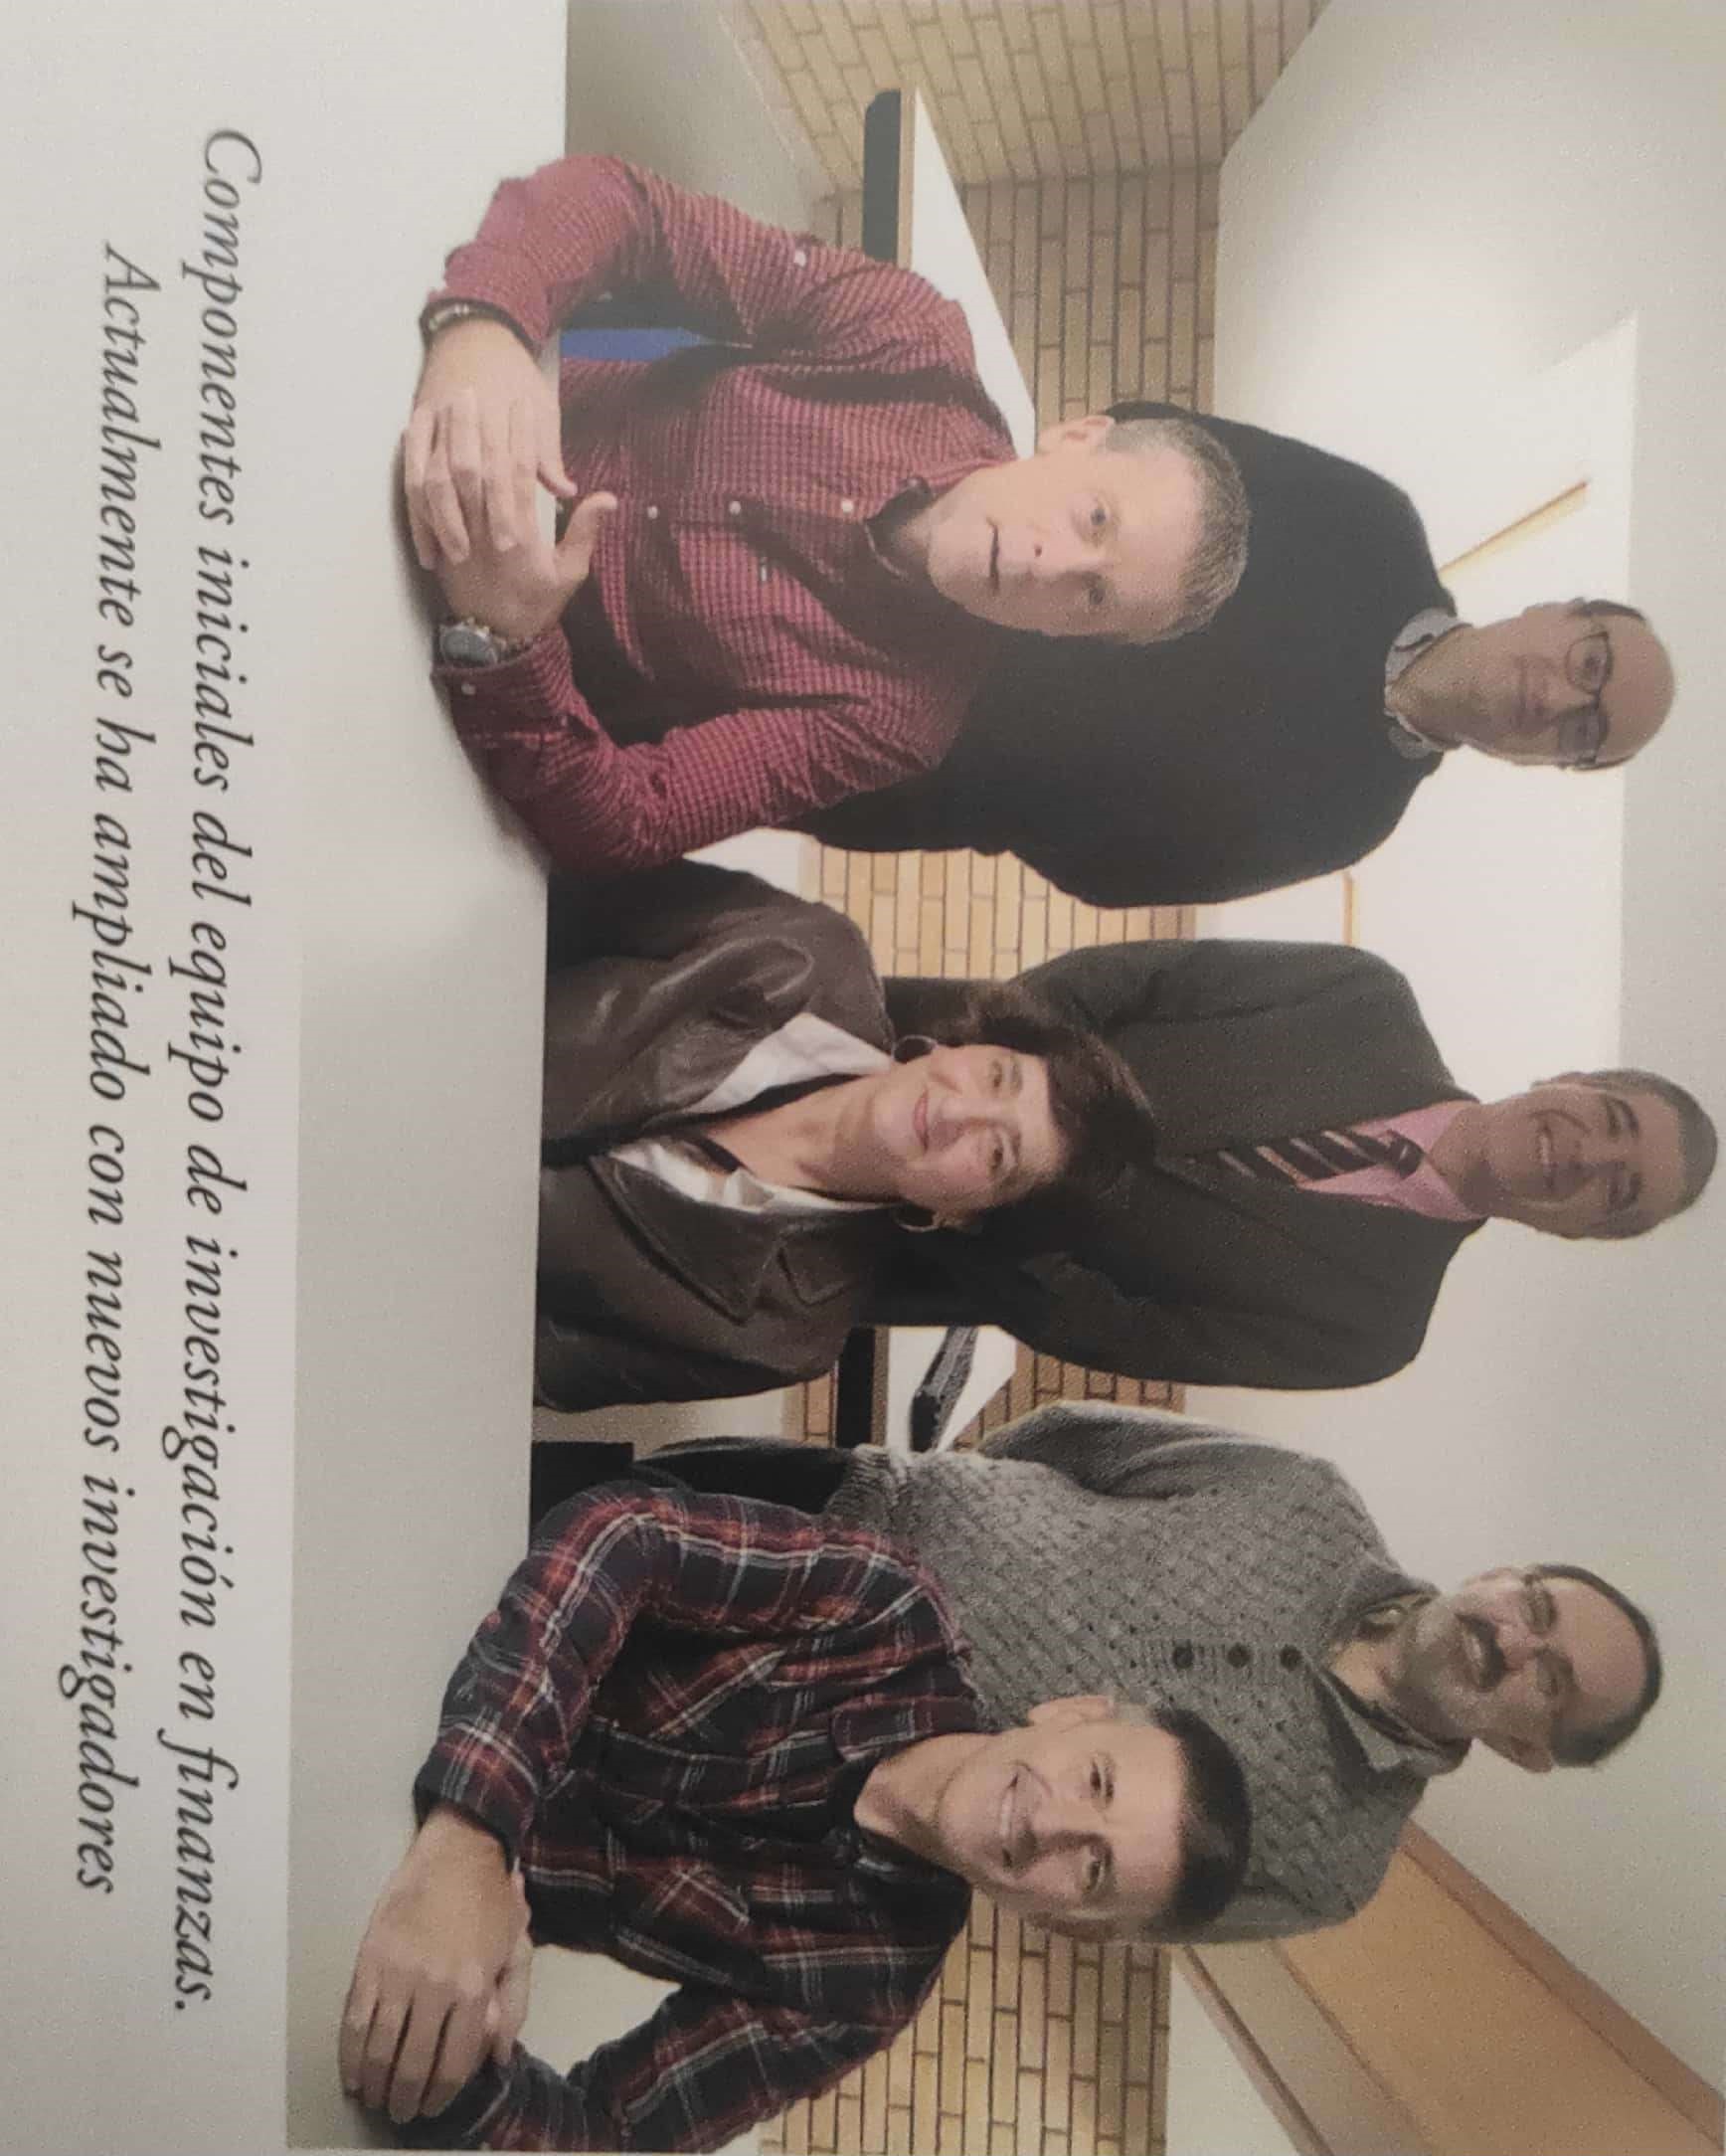 Componentes iniciales del equipo de investigación en finanzas.
Actualmente se ha ampliado con nuevos investigadores